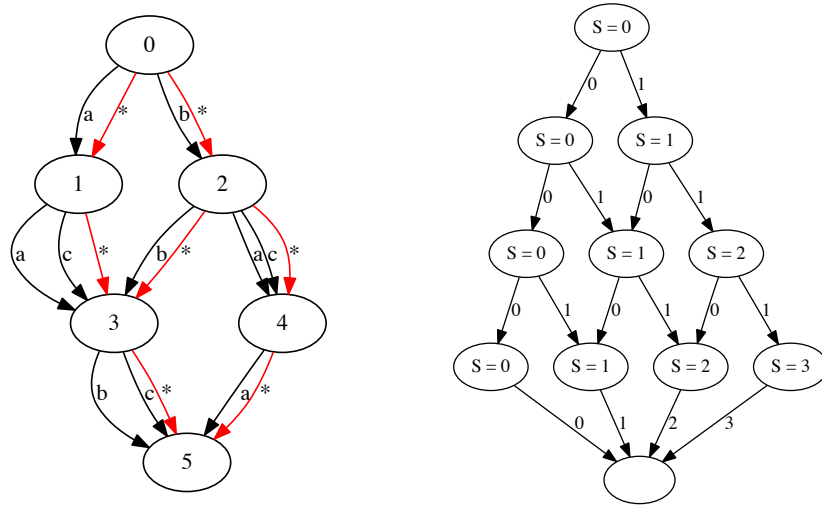 0
a * b *
1 2
a c * b * a c *
3 4
b c * a *
5
S = 0
0 1
S = 0 S = 1
0 1 0 1
S = 0 S = 1 S = 2
0 1 0 1 0 1
S = 0 S = 1 S = 2 S = 3
0 1 2 3